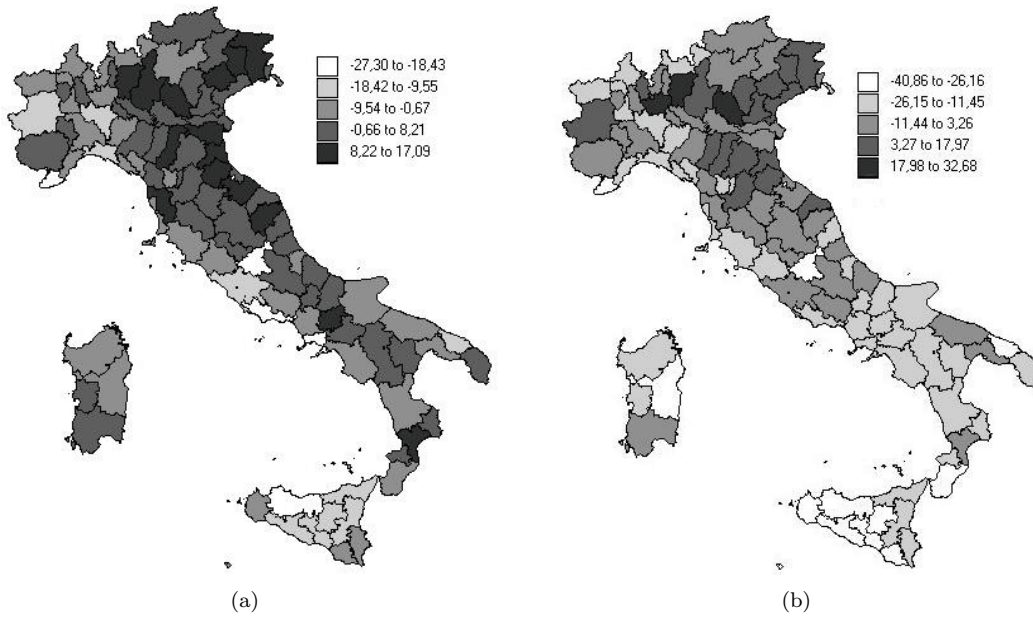 -27,30 to -18,43
-18,42 to -9,55
-9,54 to -0,67
-0,66 to 8,21
8,22 to 17,09
-40,86 to -26,16
-26,15 to -11,45
-11,44 to 3,26
3,27 to 17,97
17,98 to 32,68
(a)
(b)